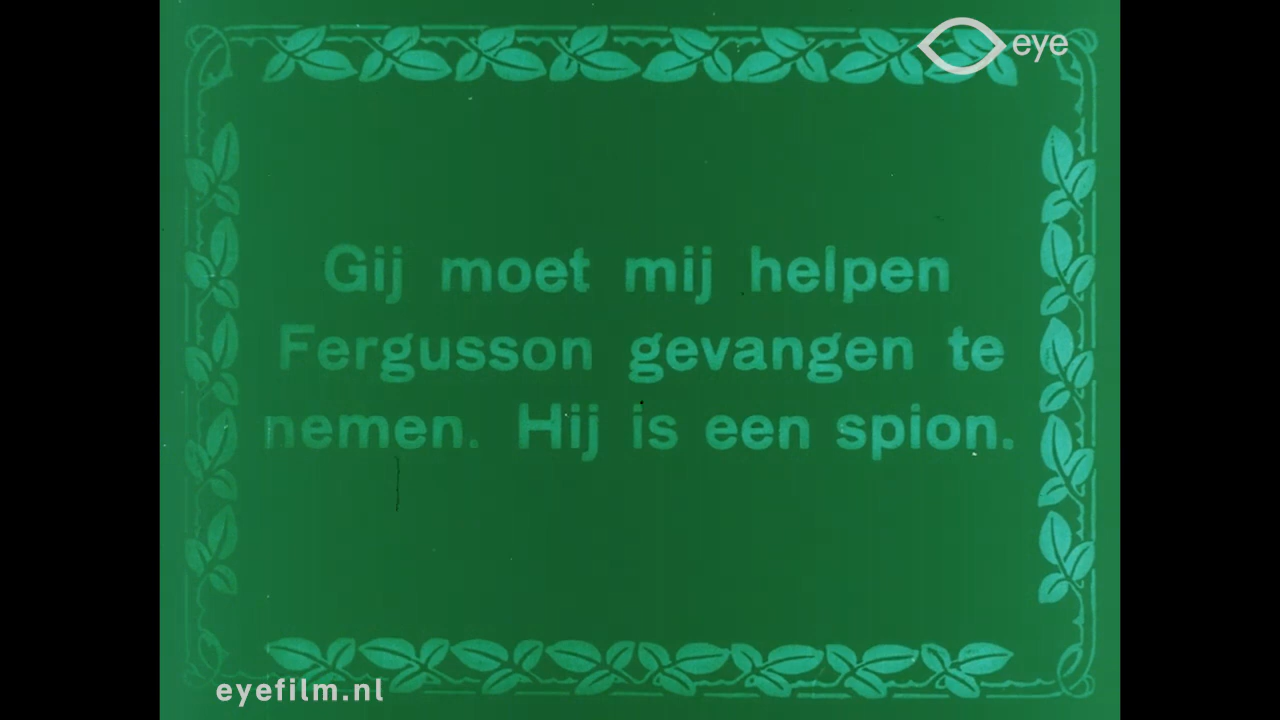 eye
Gij moet mij helpen
Fergusson gevangen te
nemen. Hij is een spion.
eyefilm.nl